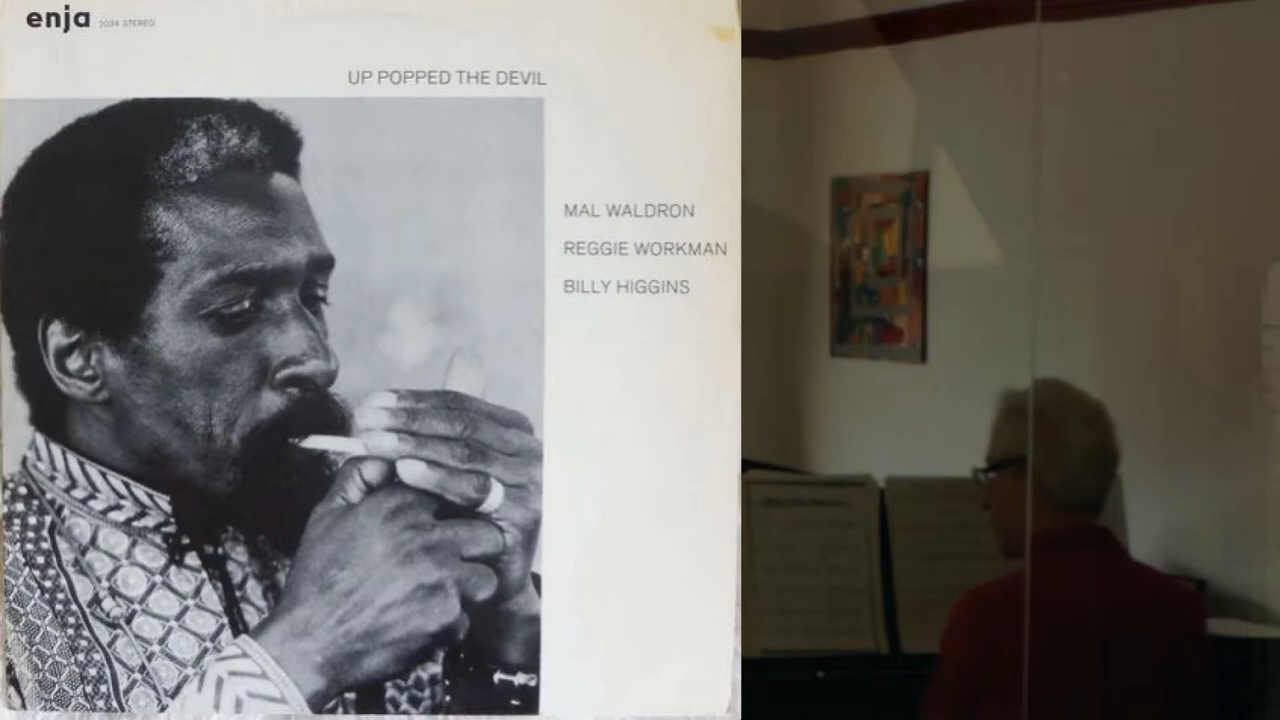 enja 2034 STEREO
UP POPPED THE DEVIL
MAL WALDRON
REGGIE WORKMAN
BILLY HIGGINS